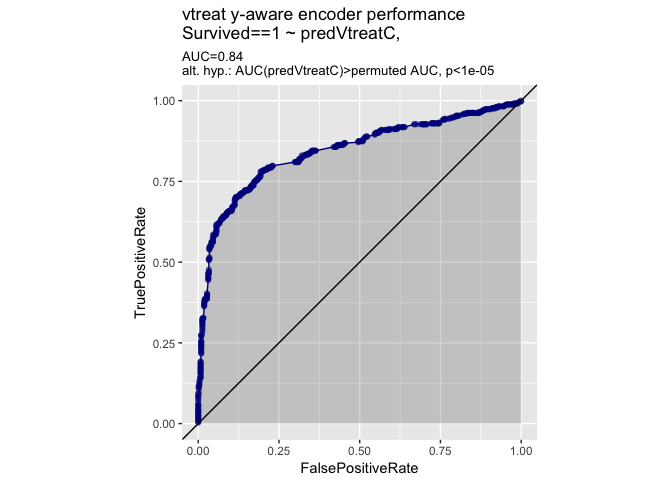 vtreat y-aware encoder performance
Survived==1 ~ predVtreatC,
AUC=0.84
alt. hyp.: AUC(predVtreatC)>permuted AUC, p<1e-05
1.00
0.75
0.50
0.25
0.00
TruePositiveRate
0.00 0.25 0.50 0.75 1.00
FalsePositiveRate